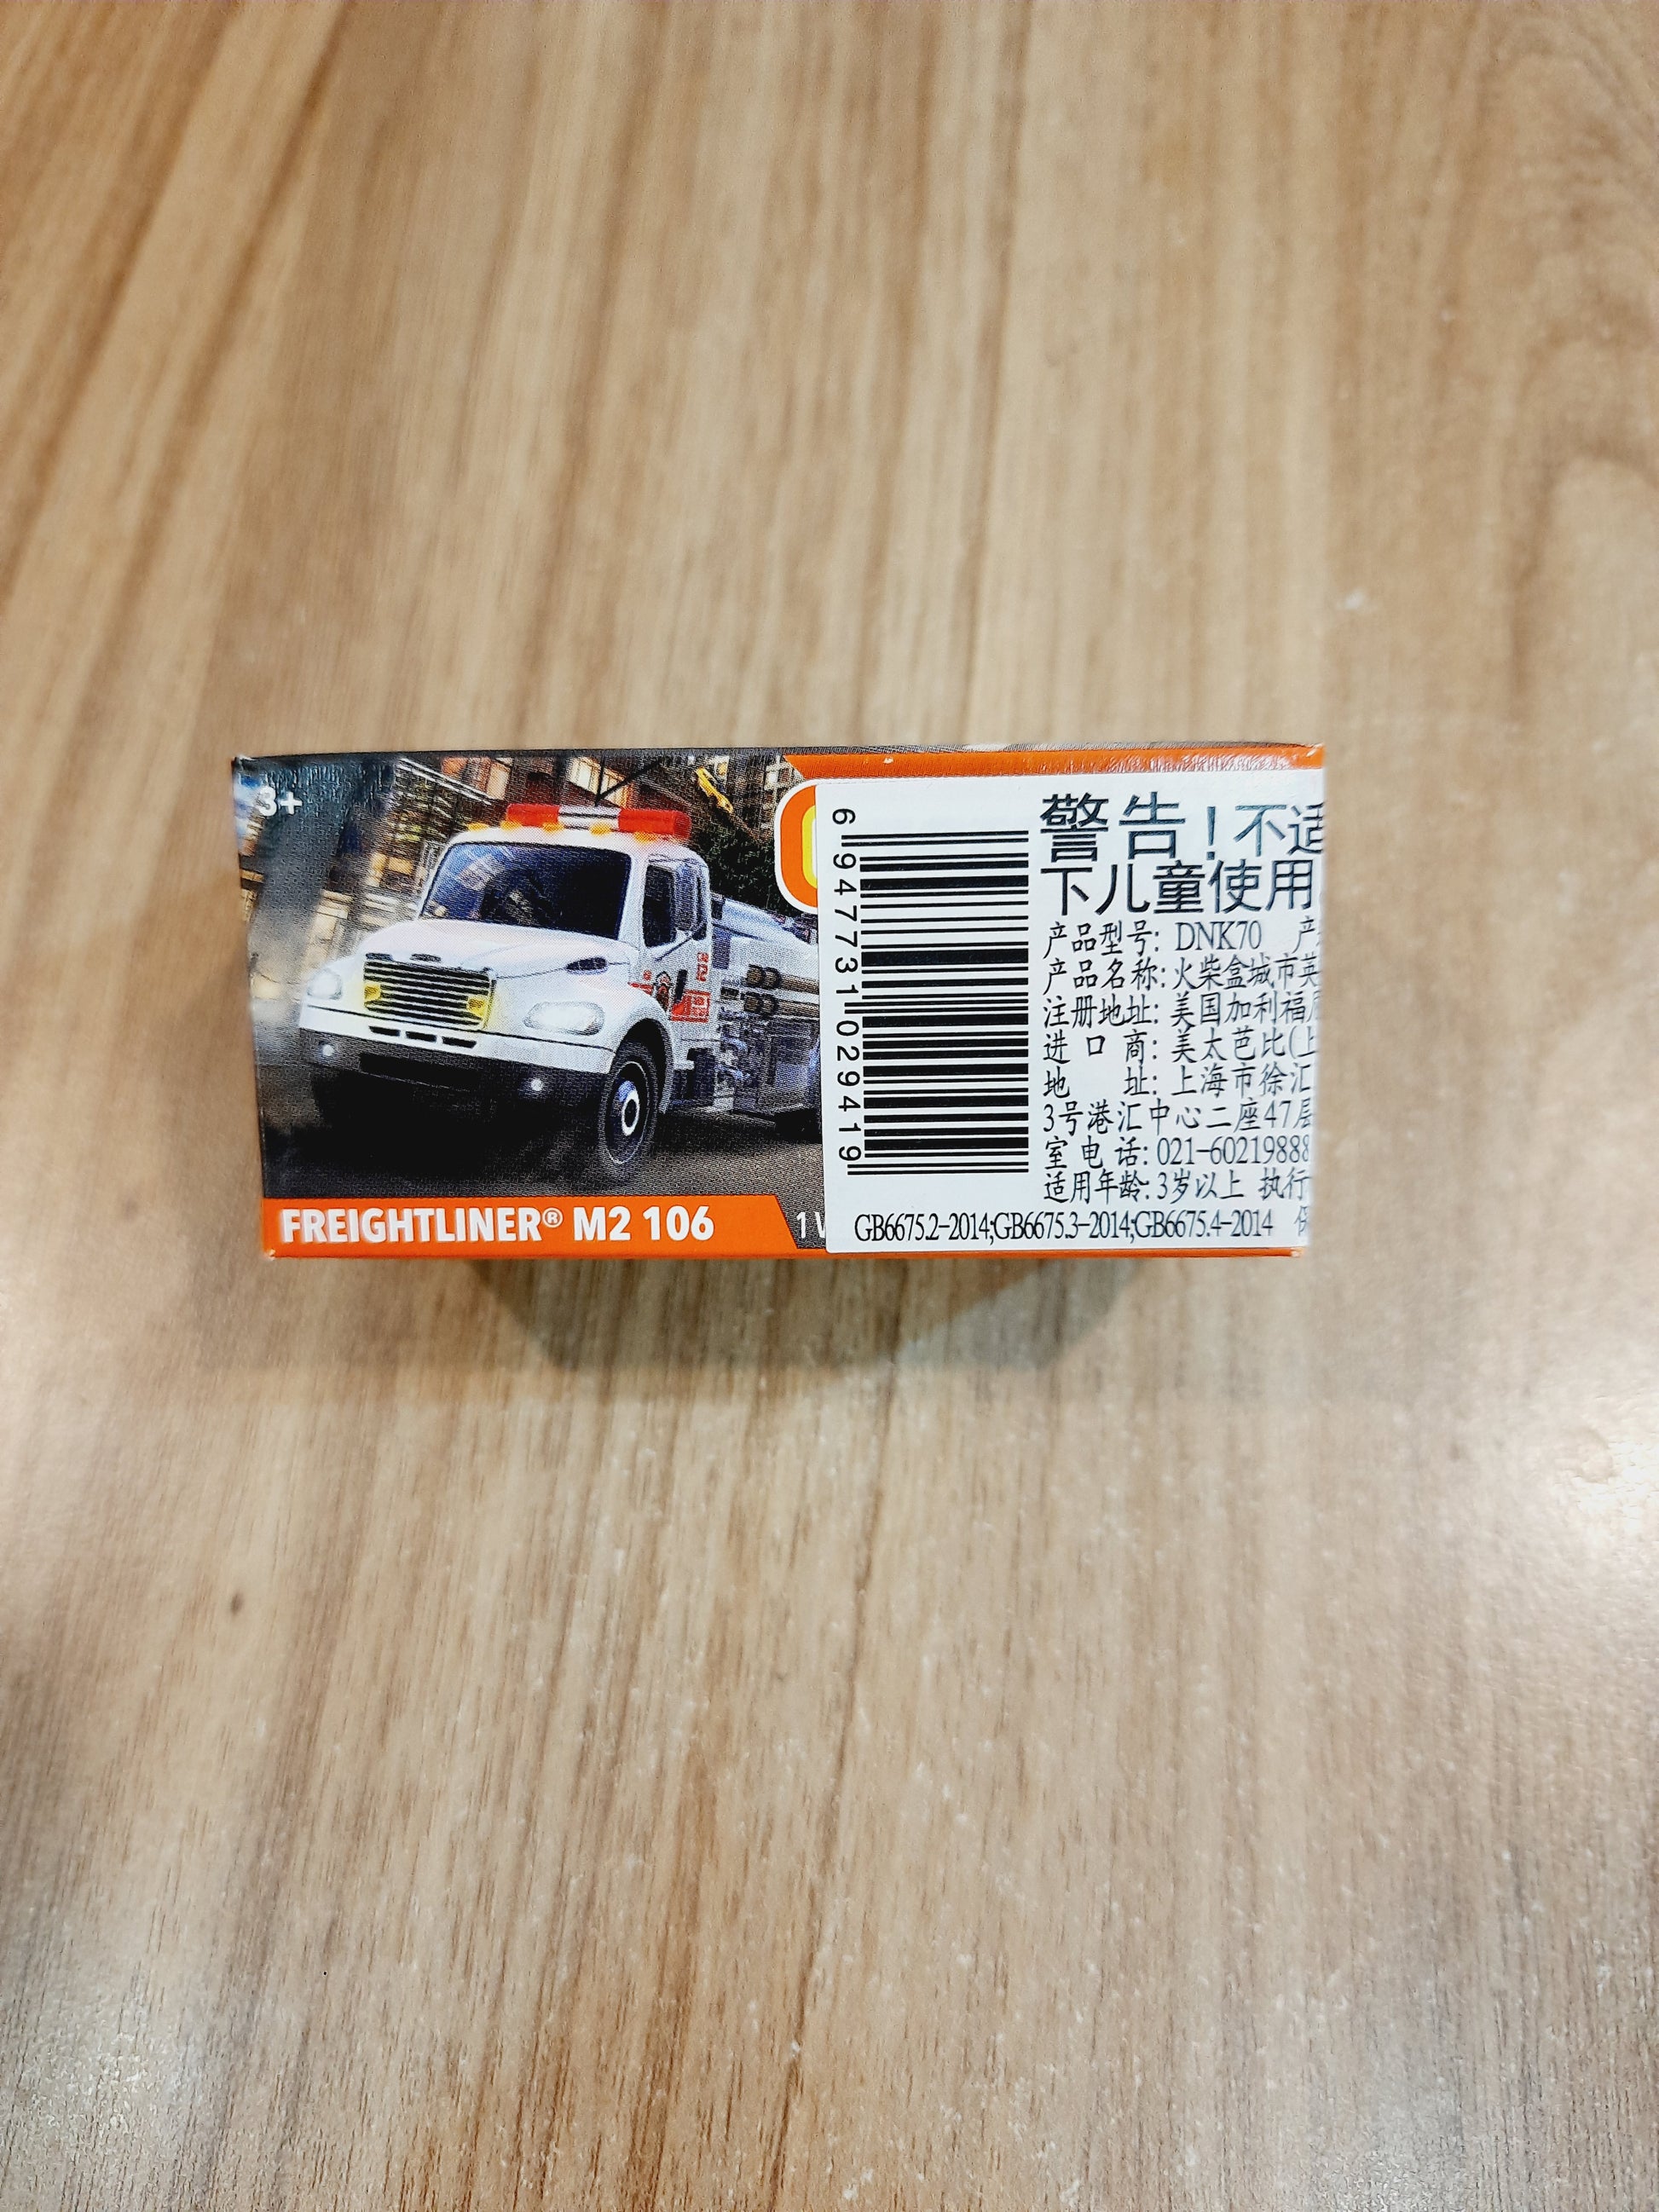 3+
FREIGHTLINER® M2 106
6947731029419
警告！不适
下儿童使用
产品型号: DNK70 产
产品名称: 火柴盒城市英
注册地址: 美国加利福
进口商: 美太芭比(上
地址: 上海市徐汇
3号港汇中心二座47层
室电话: 021-60219888
适用年龄: 3岁以上 执行
GB6675.2-2014;GB6675.3-2014;GB6675.4-2014